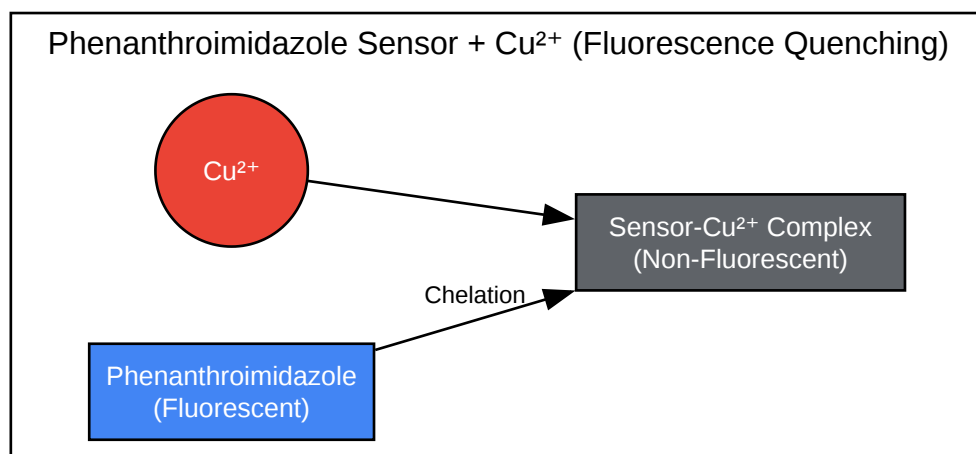 Phenanthroimidazole Sensor + Cu²⁺ (Fluorescence Quenching)
Cu²⁺
Sensor-Cu²⁺ Complex
(Non-Fluorescent)
Chelation
Phenanthroimidazole
(Fluorescent)